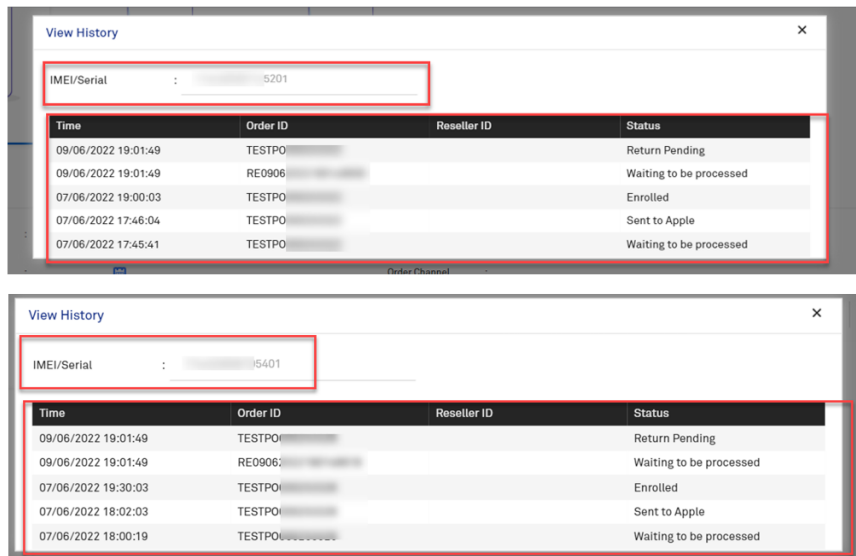 View History ×
IMEI/Serial : 5201
Time Order ID Reseller ID Status
09/06/2022 19:01:49 TESTPO Return Pending
09/06/2022 19:01:49 RE0906 Waiting to be processed
07/06/2022 19:00:03 TESTPO Enrolled
07/06/2022 17:46:04 TESTPO Sent to Apple
07/06/2022 17:45:41 TESTPO Waiting to be processed
Order Channel :
View History ×
IMEI/Serial : 5401
Time Order ID Reseller ID Status
09/06/2022 19:01:49 TESTPO Return Pending
09/06/2022 19:01:49 RE0906 Waiting to be processed
07/06/2022 19:30:03 TESTPO Enrolled
07/06/2022 18:02:03 TESTPO Sent to Apple
07/06/2022 18:00:19 TESTPO Waiting to be processed